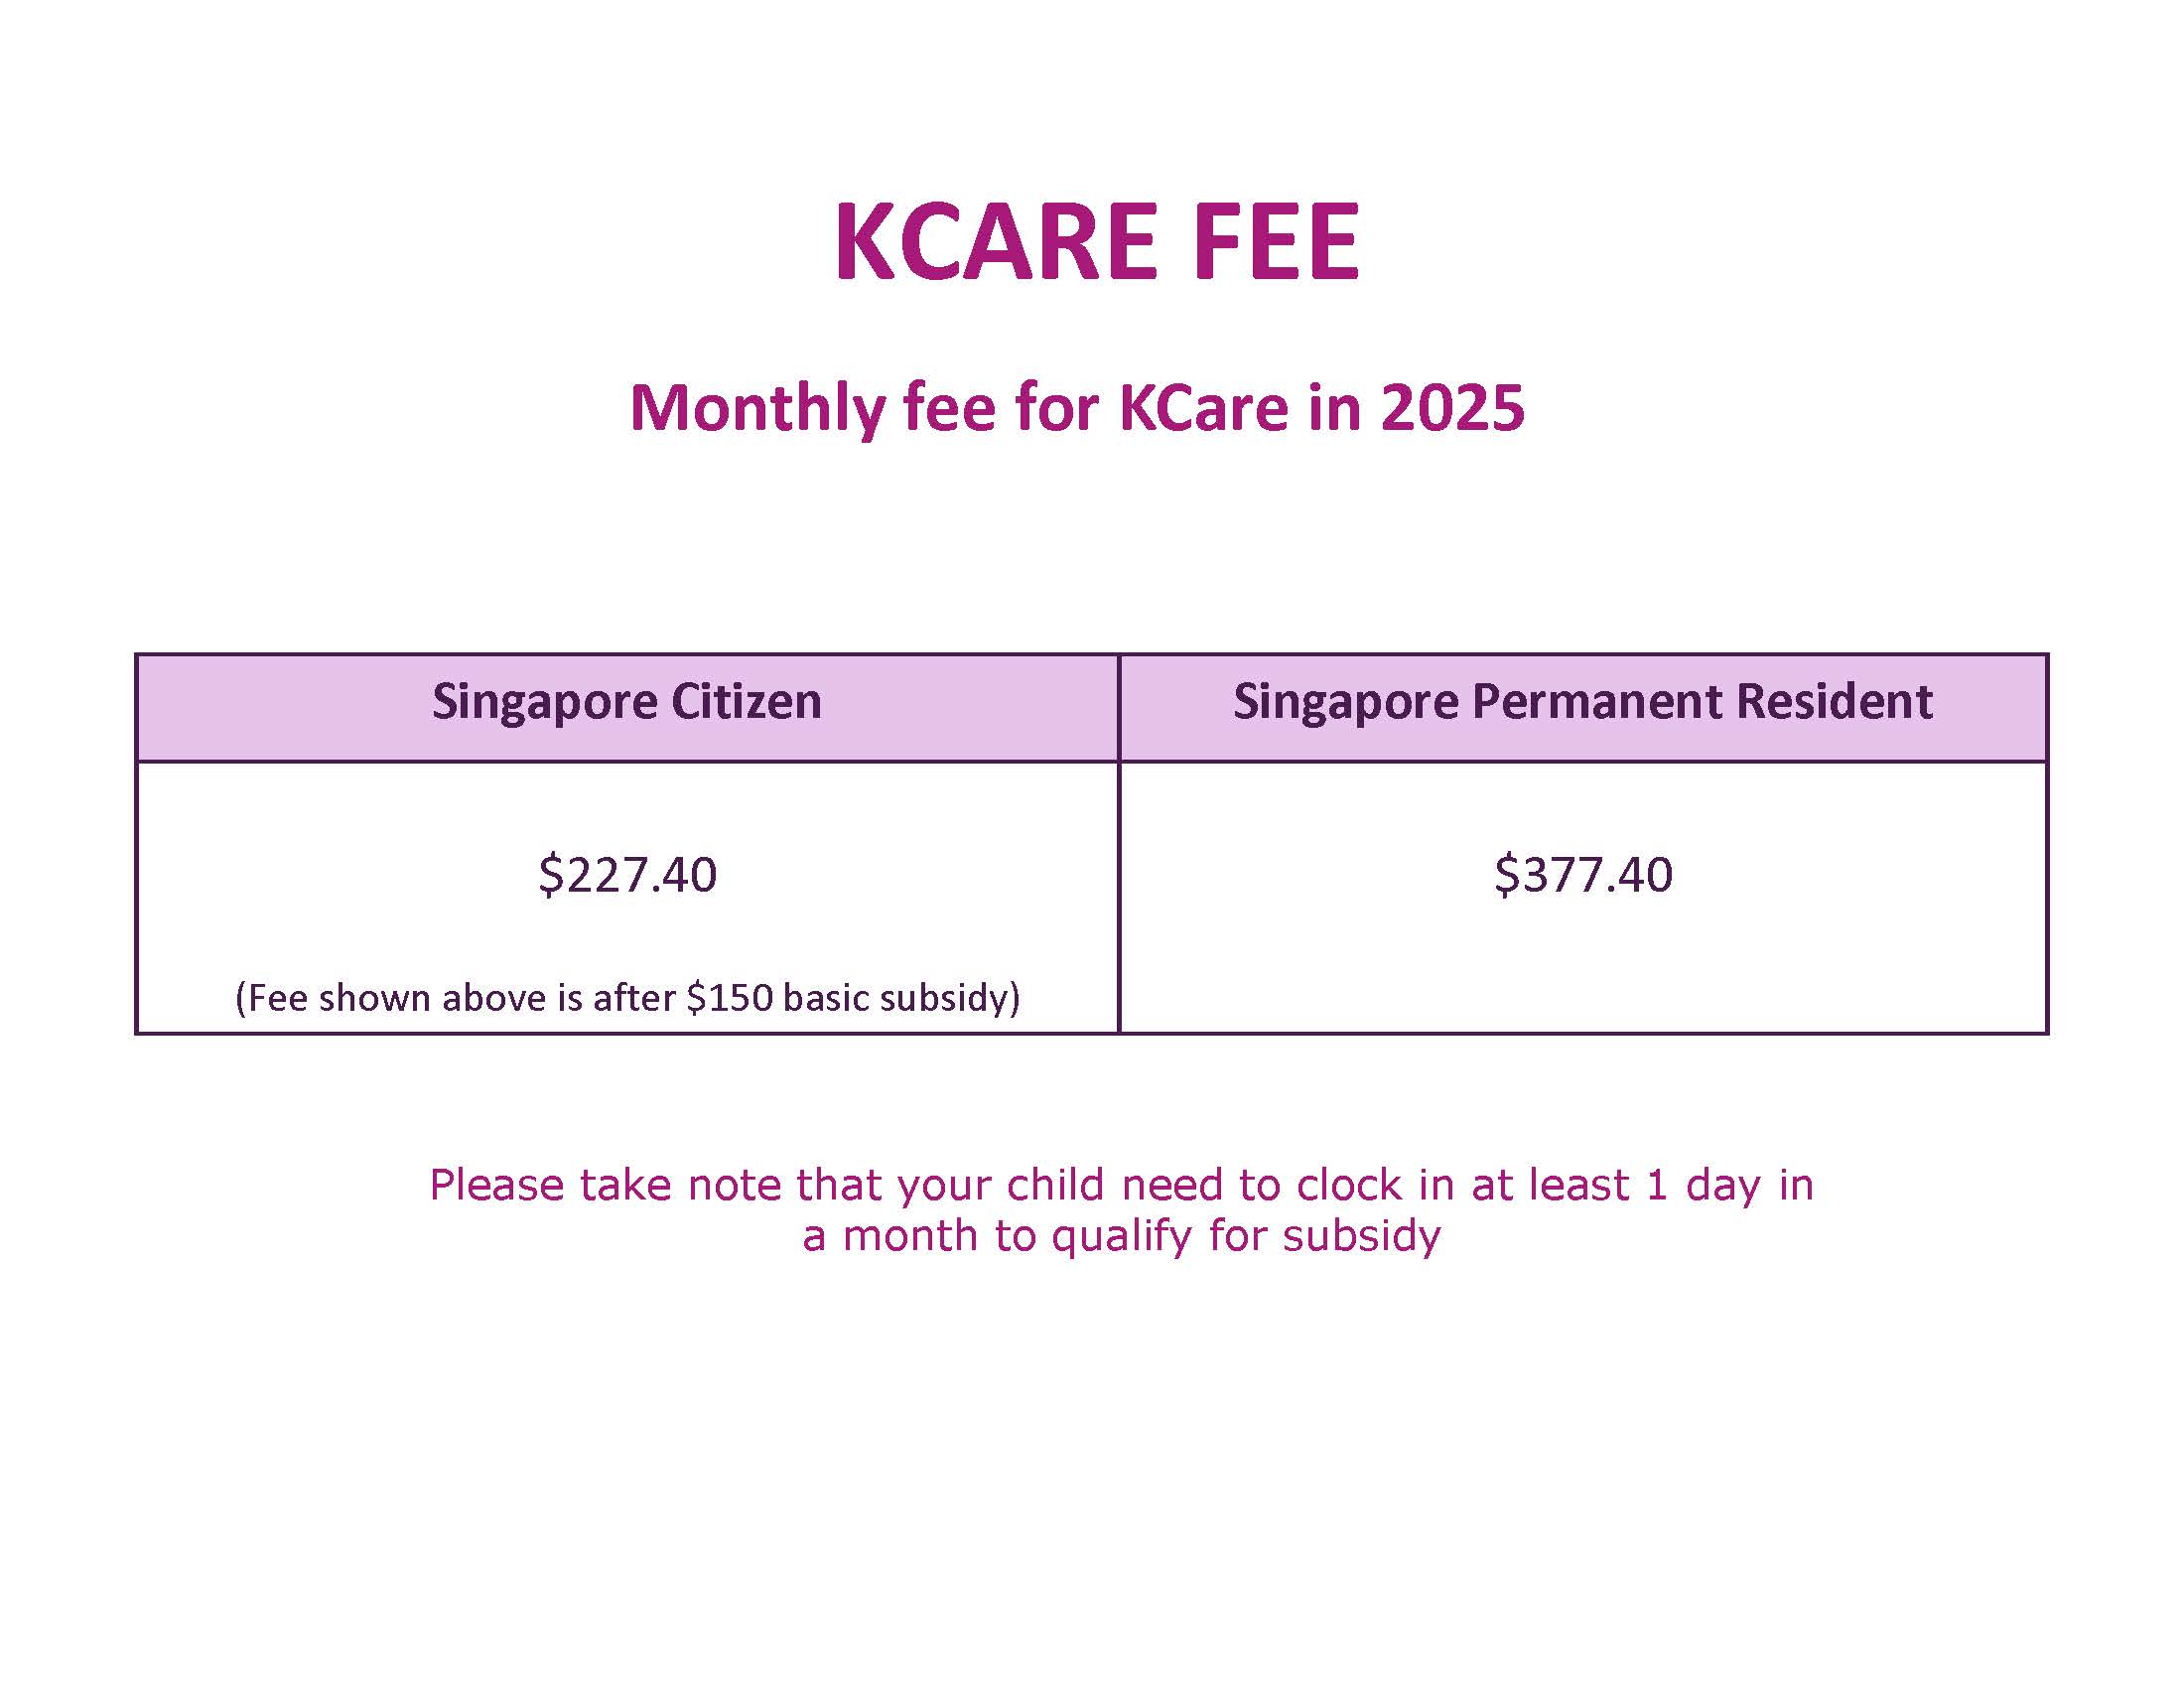 KCARE FEE
Monthly fee for KCare in 2025
Singapore Citizen
Singapore Permanent Resident
$227.40
$377.40
(Fee shown above is after $150 basic subsidy)
Please take note that your child need to clock in at least 1 day in
a month to qualify for subsidy